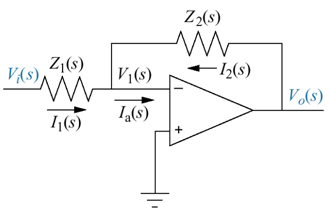 Z₂(s)
Z₁(s)
Vᵢ(s)
V₁(s)
I₂(s)
−
Vₒ(s)
I₁(s)
Iₐ(s)
+